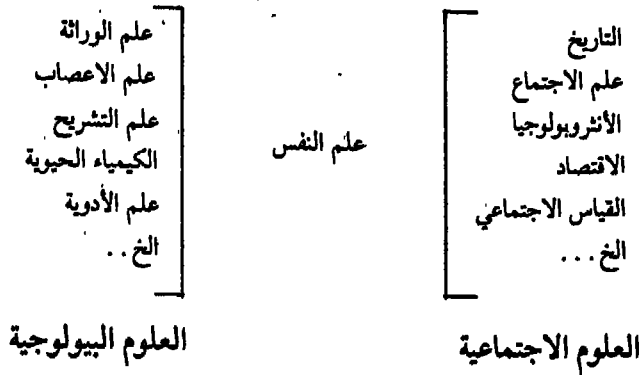 التاريخ
علم الاجتماع
الأنثروبولوجيا
الاقتصاد
القياس الاجتماعي
الخ...
العلوم الاجتماعية
علم النفس
علم الوراثة
علم الاعصاب
علم التشريح
الكيمياء الحيوية
علم الأدوية
الخ..
العلوم البيولوجية